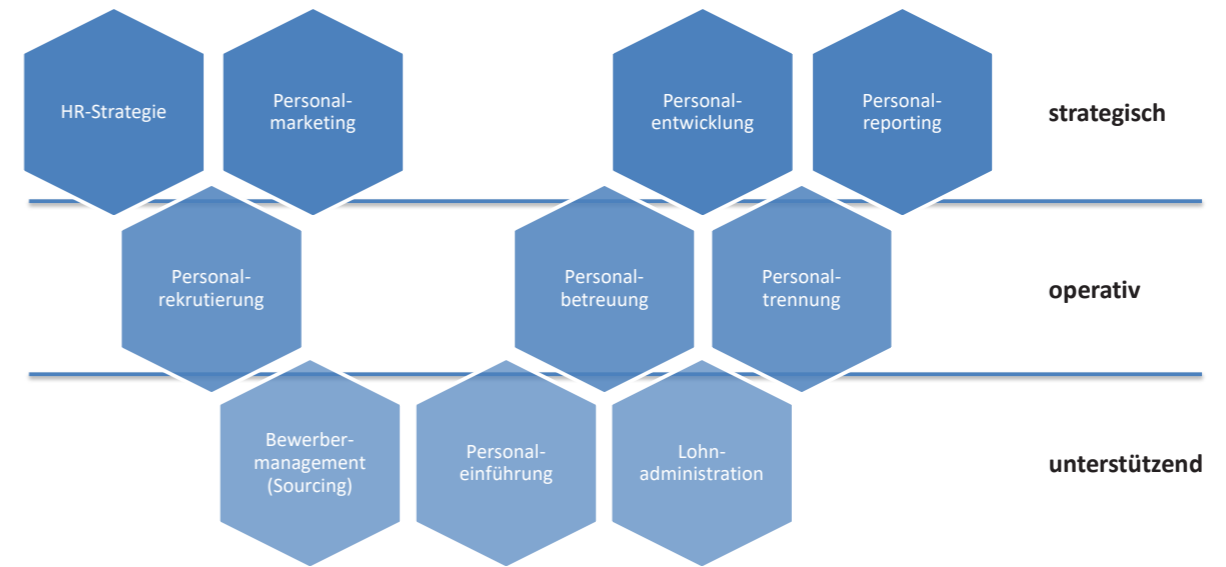 HR-Strategie
Personal-
marketing
Personal-
entwicklung
Personal-
reporting
strategisch
Personal-
rekrutierung
Personal-
betreuung
Personal-
trennung
operativ
Bewerber-
management
(Sourcing)
Personal-
einführung
Lohn-
administration
unterstützend